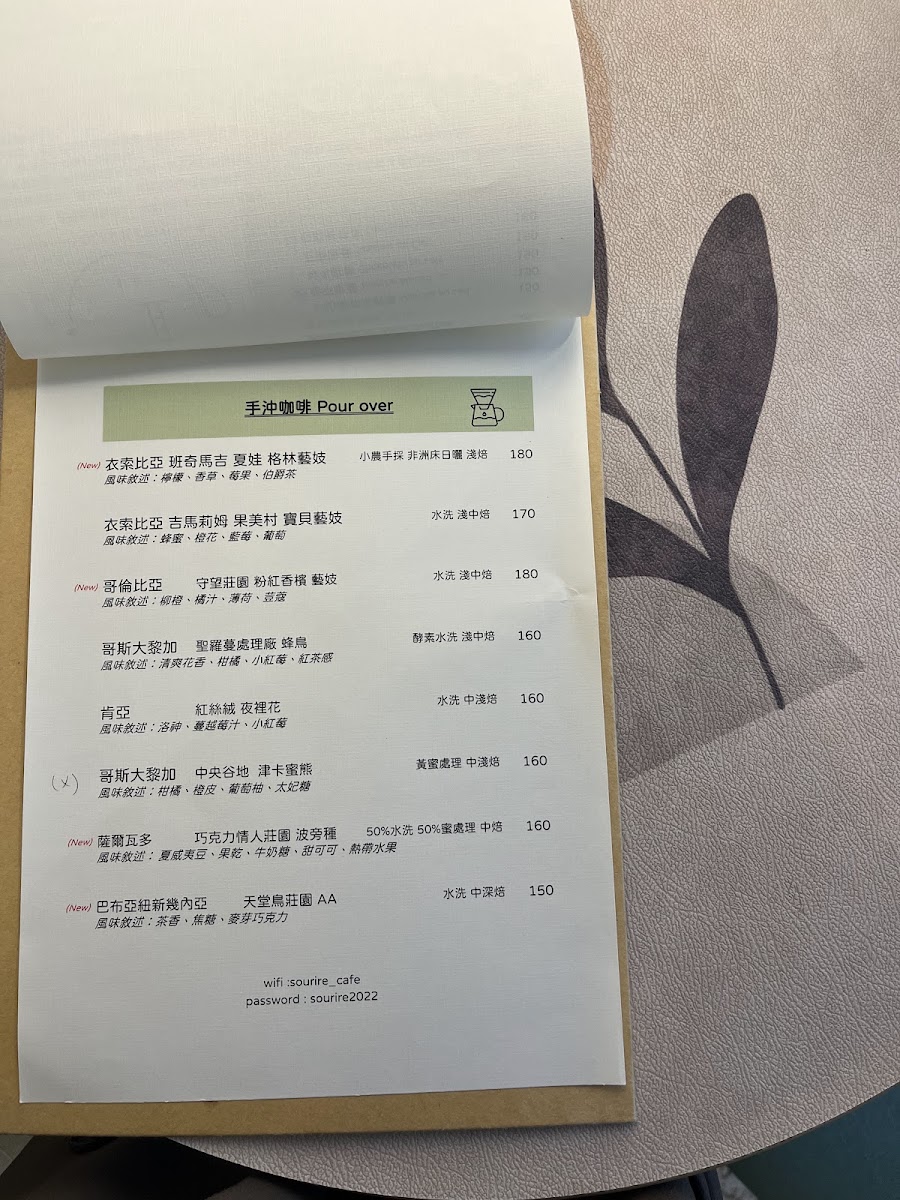 手沖咖啡 Pour over
(New) 衣索比亞 班奇馬吉 夏娃 格林藝妓 小農手採 非洲床日曬 淺焙 180
風味敘述：檸檬、香草、莓果、伯爵茶
衣索比亞 吉馬莉姆 果美村 寶貝藝妓 水洗 淺中焙 170
風味敘述：蜂蜜、橙花、藍莓、葡萄
(New) 哥倫比亞 守望莊園 粉紅香檳 藝妓 水洗 淺中焙 180
風味敘述：柳橙、橘汁、薄荷、荳蔻
哥斯大黎加 聖羅蔓處理廠 蜂鳥 酵素水洗 淺中焙 160
風味敘述：清爽花香、柑橘、小紅莓、紅茶感
肯亞 紅絲絨 夜裡花 水洗 中淺焙 160
風味敘述：洛神、蔓越莓汁、小紅莓
(x) 哥斯大黎加 中央谷地 津卡蜜熊 黃蜜處理 中淺焙 160
風味敘述：柑橘、橙皮、葡萄柚、太妃糖
(New) 薩爾瓦多 巧克力情人莊園 波旁種 50%水洗 50%蜜處理 中焙 160
風味敘述：夏威夷豆、果乾、牛奶糖、甜可可、熱帶水果
(New) 巴布亞紐新幾內亞 天堂鳥莊園 AA 水洗 中深焙 150
風味敘述：茶香、焦糖、麥芽巧克力
wifi :sourire_cafe
password : sourire2022